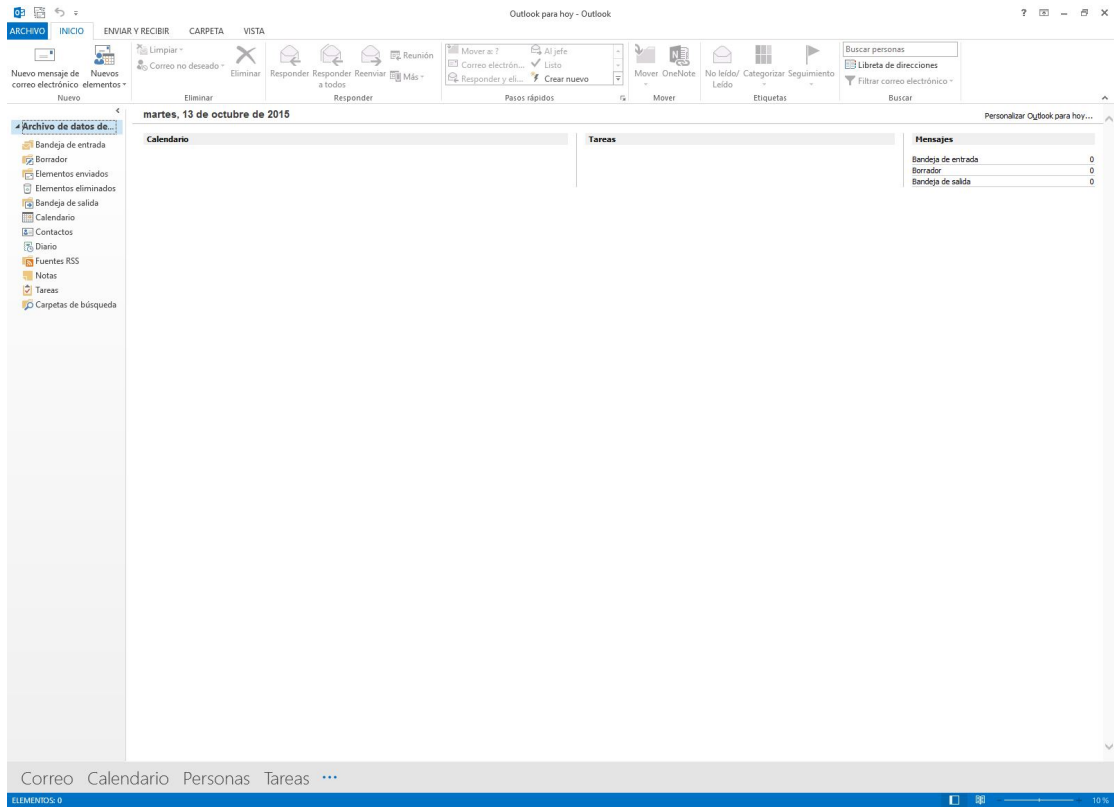 Outlook para hoy - Outlook
ARCHIVO INICIO ENVIAR Y RECIBIR CARPETA VISTA
Nuevo mensaje de correo electrónico
Nuevos elementos
Nuevo
Limpiar
Correo no deseado
Eliminar
Eliminar
Responder
Responder a todos
Reenviar
Reunión
Más
Responder
Mover a: ?
Correo electrón...
Responder y eli...
Al jefe
Listo
Crear nuevo
Pasos rápidos
Mover
OneNote
Mover
No leído/ Leído
Categorizar
Seguimiento
Etiquetas
Buscar personas
Libreta de direcciones
Filtrar correo electrónico
Buscar
Archivo de datos de...
Bandeja de entrada
Borrador
Elementos enviados
Elementos eliminados
Bandeja de salida
Calendario
Contactos
Diario
Fuentes RSS
Notas
Tareas
Carpetas de búsqueda
martes, 13 de octubre de 2015
Personalizar Outlook para hoy...
Calendario
Tareas
Mensajes
Bandeja de entrada 0
Borrador 0
Bandeja de salida 0
Correo Calendario Personas Tareas ...
ELEMENTOS: 0
10%